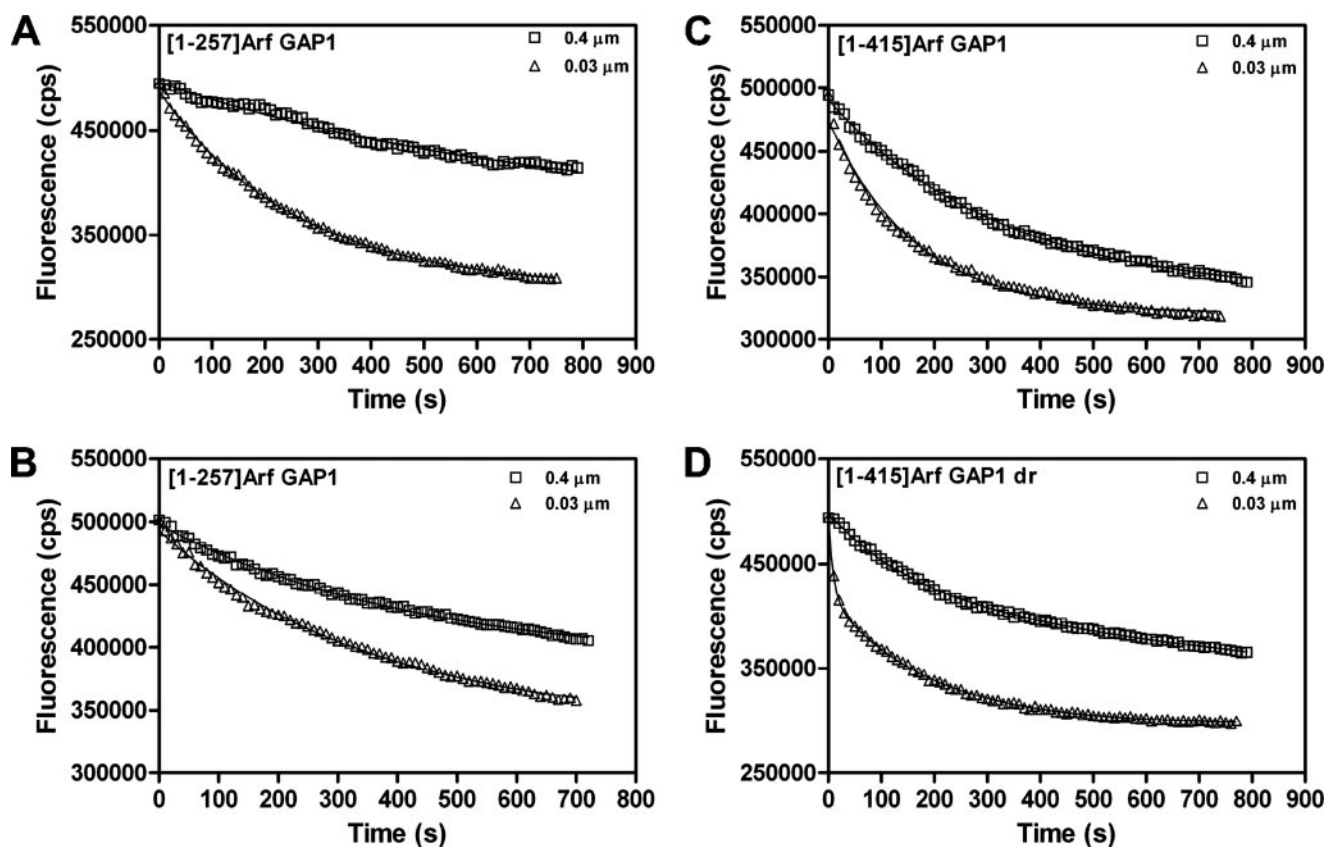 A
[1-257]Arf GAP1
0.4 μm
0.03 μm
Fluorescence (cps)
550000
450000
350000
250000
0 100 200 300 400 500 600 700 800 900
Time (s)
B
[1-257]Arf GAP1
0.4 μm
0.03 μm
Fluorescence (cps)
550000
500000
450000
400000
350000
300000
0 100 200 300 400 500 600 700 800
Time (s)
C
[1-415]Arf GAP1
0.4 μm
0.03 μm
Fluorescence (cps)
550000
500000
450000
400000
350000
300000
0 100 200 300 400 500 600 700 800 900
Time (s)
D
[1-415]Arf GAP1 dr
0.4 μm
0.03 μm
Fluorescence (cps)
550000
450000
350000
250000
0 100 200 300 400 500 600 700 800 900
Time (s)